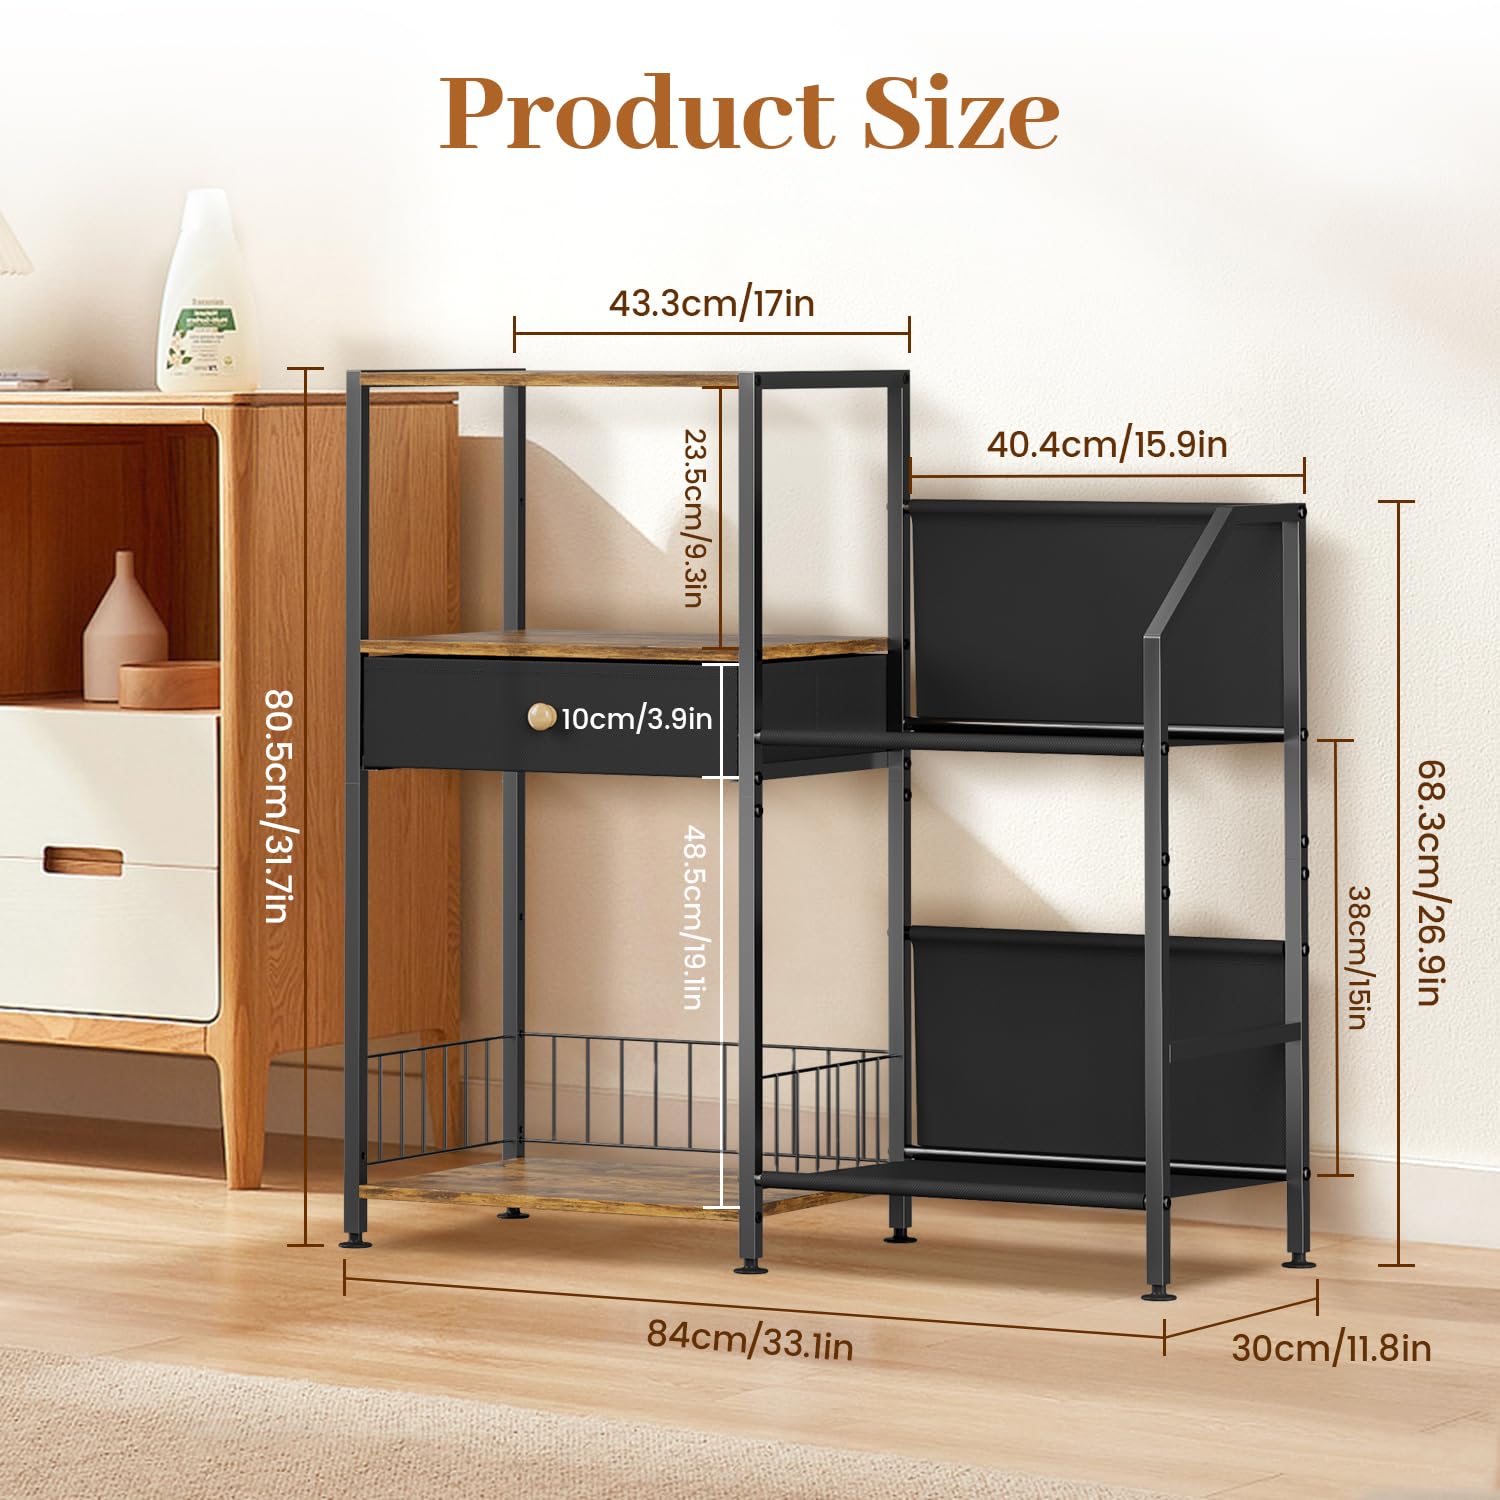 Product Size
43.3cm/17in
40.4cm/15.9in
23.5cm/9.3in
10cm/3.9in
80.5cm/31.7in
48.5cm/19.1in
68.3cm/26.9in
38cm/15in
84cm/33.1in
30cm/11.8in